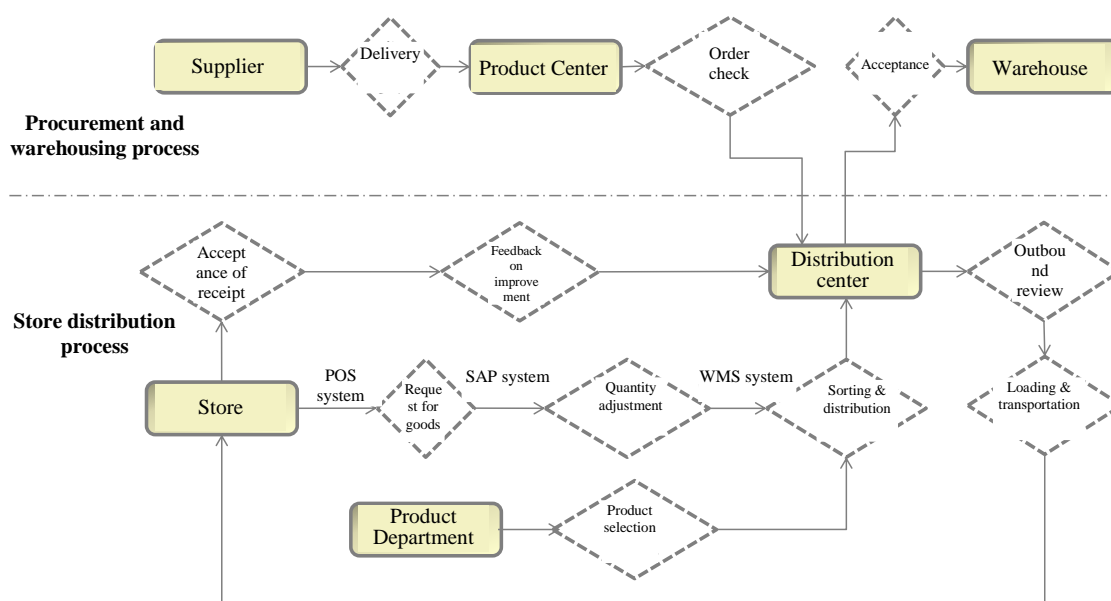 Delivery
Supplier
Product Center
Order
check
Acceptance
Warehouse
Procurement and
warehousing process
Accept
ance of
receipt
Feedback
on
improve
ment
Distribution
center
Outbou
nd
review
Store distribution
process
POS
system
SAP system
WMS system
Store
Reque
st for
goods
Quantity
adjustment
Sorting &
distribution
Loading &
transportation
Product
Department
Product
selection